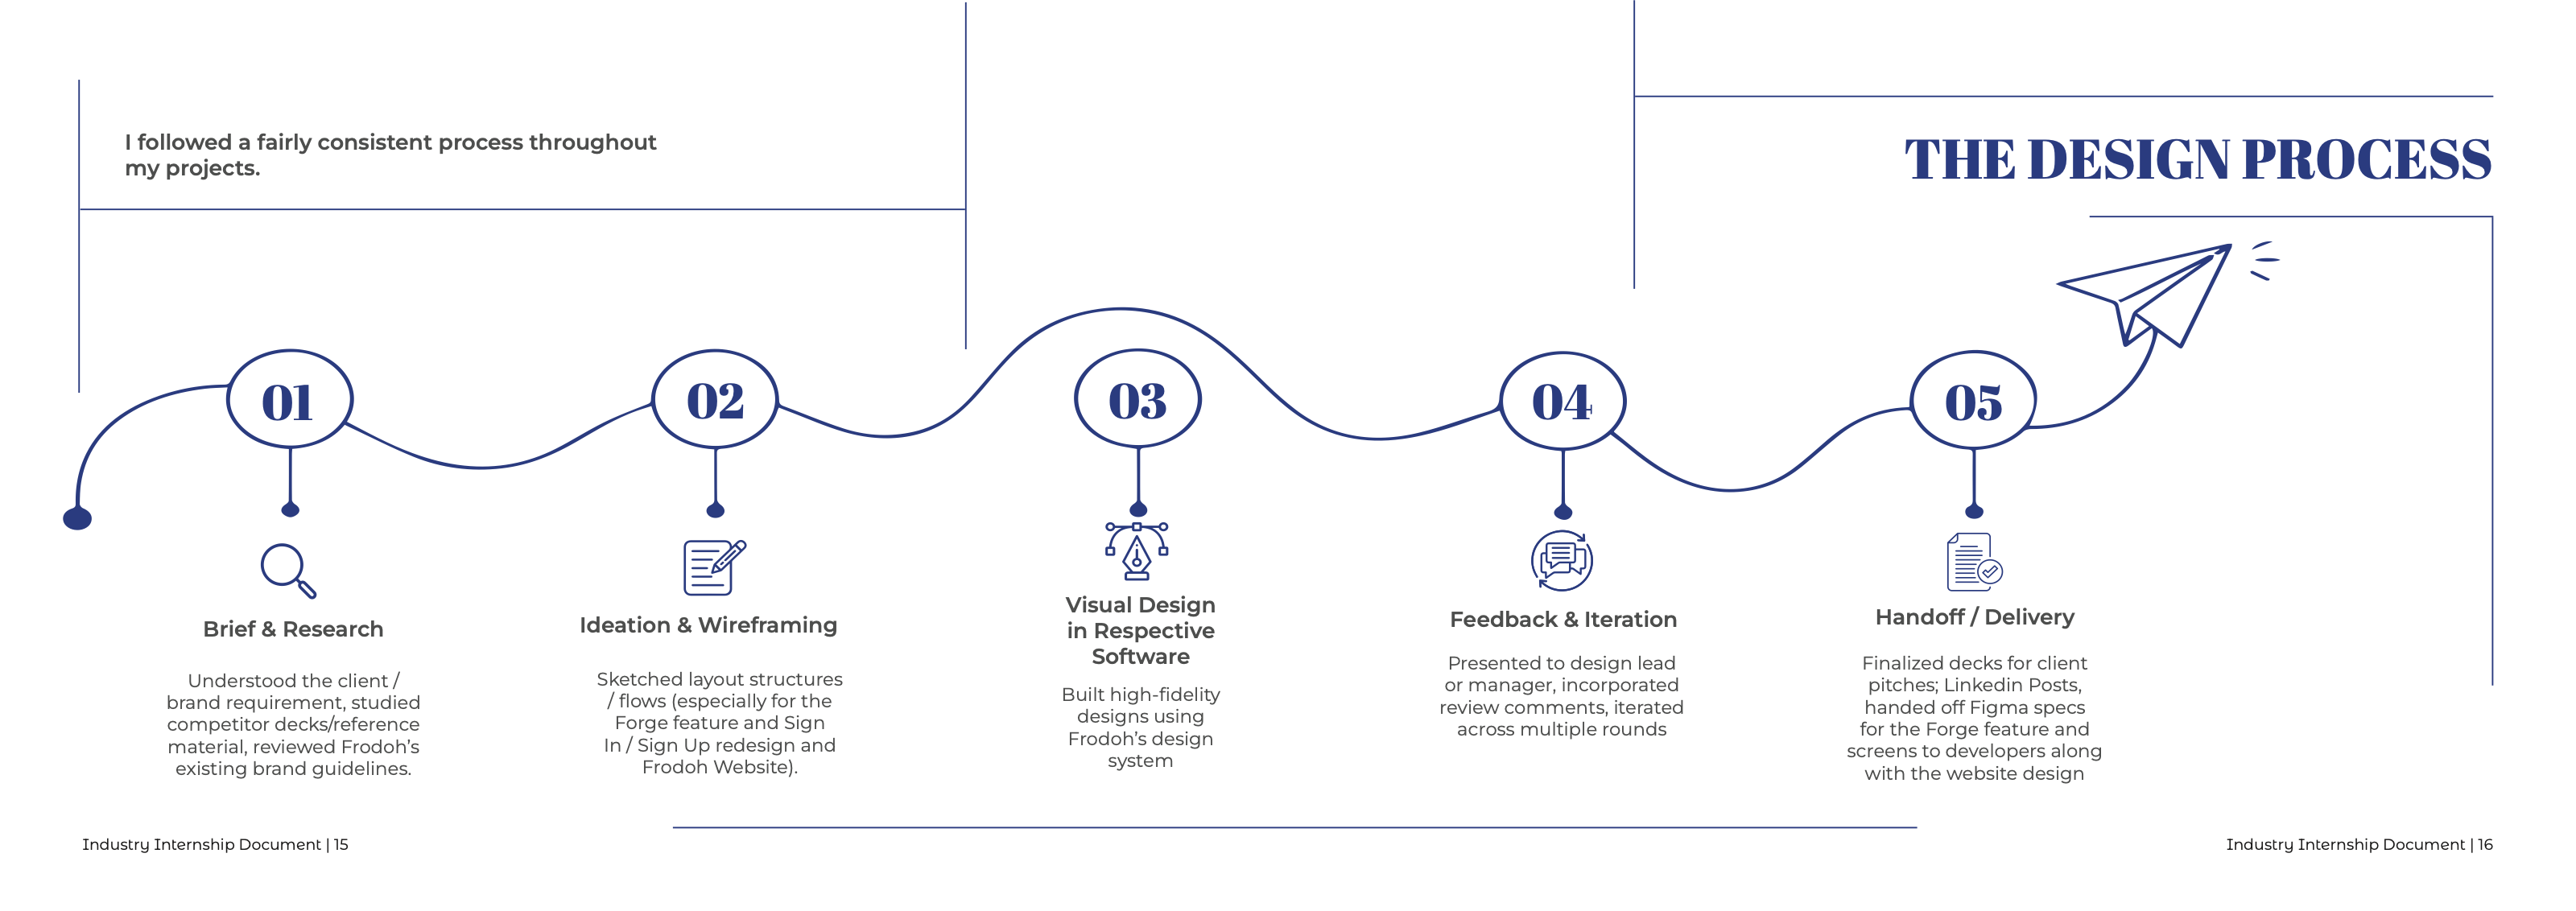 I followed a fairly consistent process throughout
my projects.
THE DESIGN PROCESS
01
02
03
04
05
Brief & Research
Understood the client /
brand requirement, studied
competitor decks/reference
material, reviewed Frodoh's
existing brand guidelines.
Ideation & Wireframing
Sketched layout structures
/ flows (especially for the
Forge feature and Sign
In / Sign Up redesign and
Frodoh Website).
Visual Design
in Respective
Software
Built high-fidelity
designs using
Frodoh's design
system
Feedback & Iteration
Presented to design lead
or manager, incorporated
review comments, iterated
across multiple rounds
Handoff / Delivery
Finalized decks for client
pitches; Linkedin Posts,
handed off Figma specs
for the Forge feature and
screens to developers along
with the website design
Industry Internship Document | 15
Industry Internship Document | 16